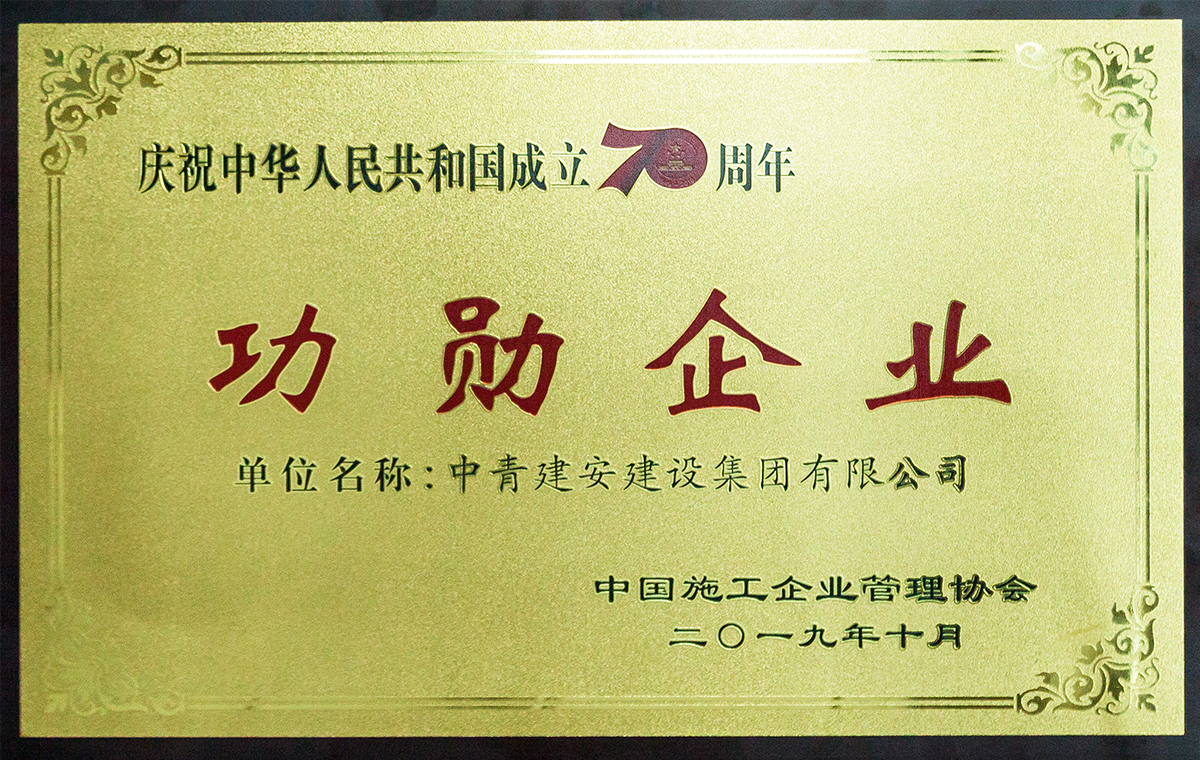 庆祝中华人民共和国成立70周年
功勋企业
单位名称:中青建安建设集团有限公司
中国施工企业管理协会
二〇一九年十月